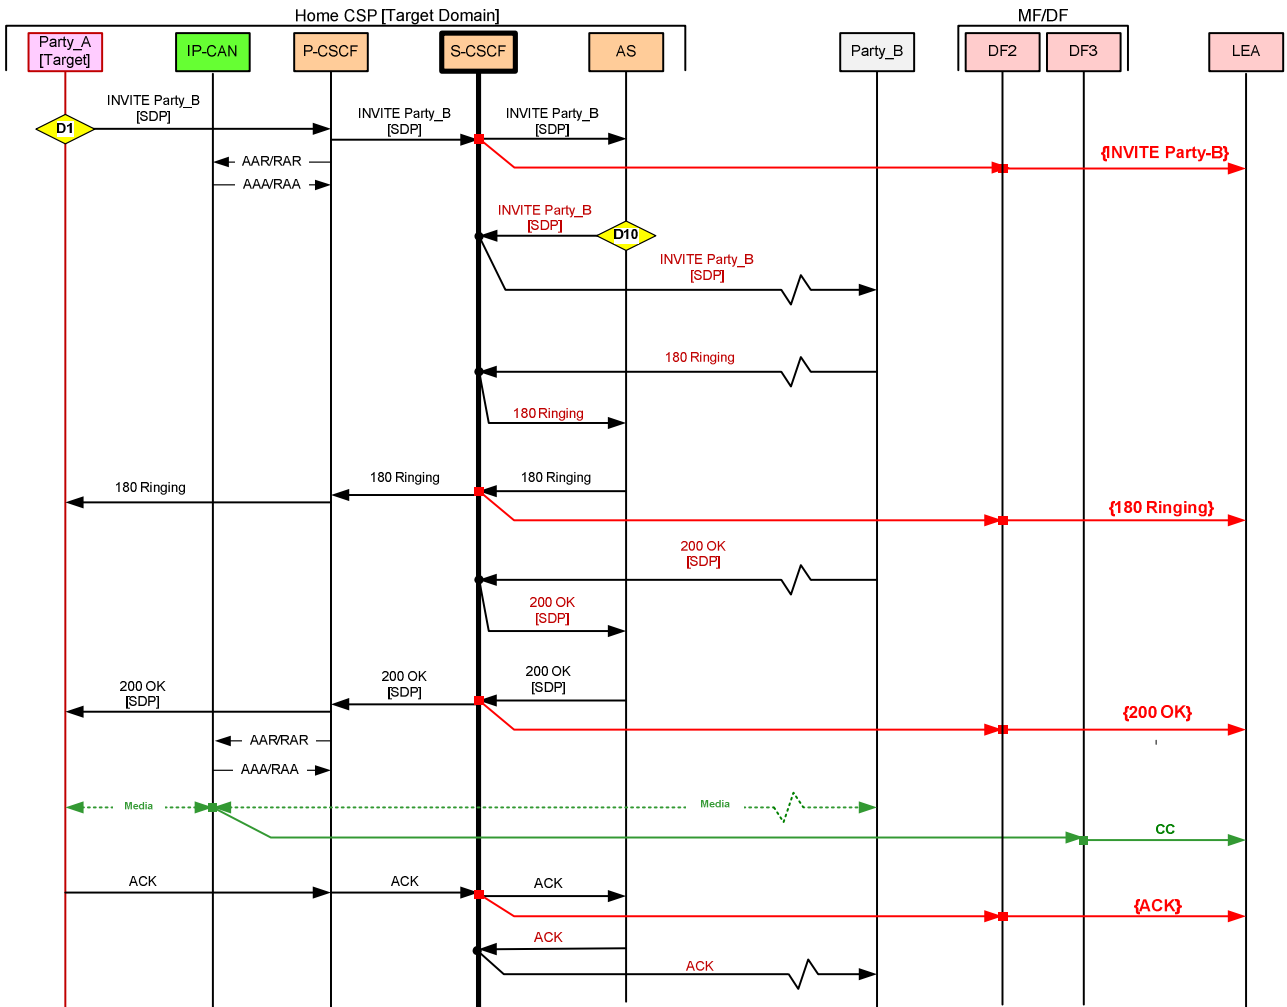 Home CSP [Target Domain]
MF/DF
Party_A
[Target]
IP-CAN
P-CSCF
S-CSCF
AS
Party_B
DF2
DF3
LEA
INVITE Party_B
[SDP]
D1
INVITE Party_B
[SDP]
INVITE Party_B
[SDP]
{INVITE Party-B}
AAR/RAR
AAA/RAA
INVITE Party_B
[SDP]
D10
INVITE Party_B
[SDP]
180 Ringing
180 Ringing
180 Ringing
180 Ringing
180 Ringing
{180 Ringing}
200 OK
[SDP]
200 OK
[SDP]
200 OK
[SDP]
200 OK
[SDP]
200 OK
[SDP]
{200 OK}
AAR/RAR
AAA/RAA
Media
Media
CC
ACK
ACK
ACK
{ACK}
ACK
ACK